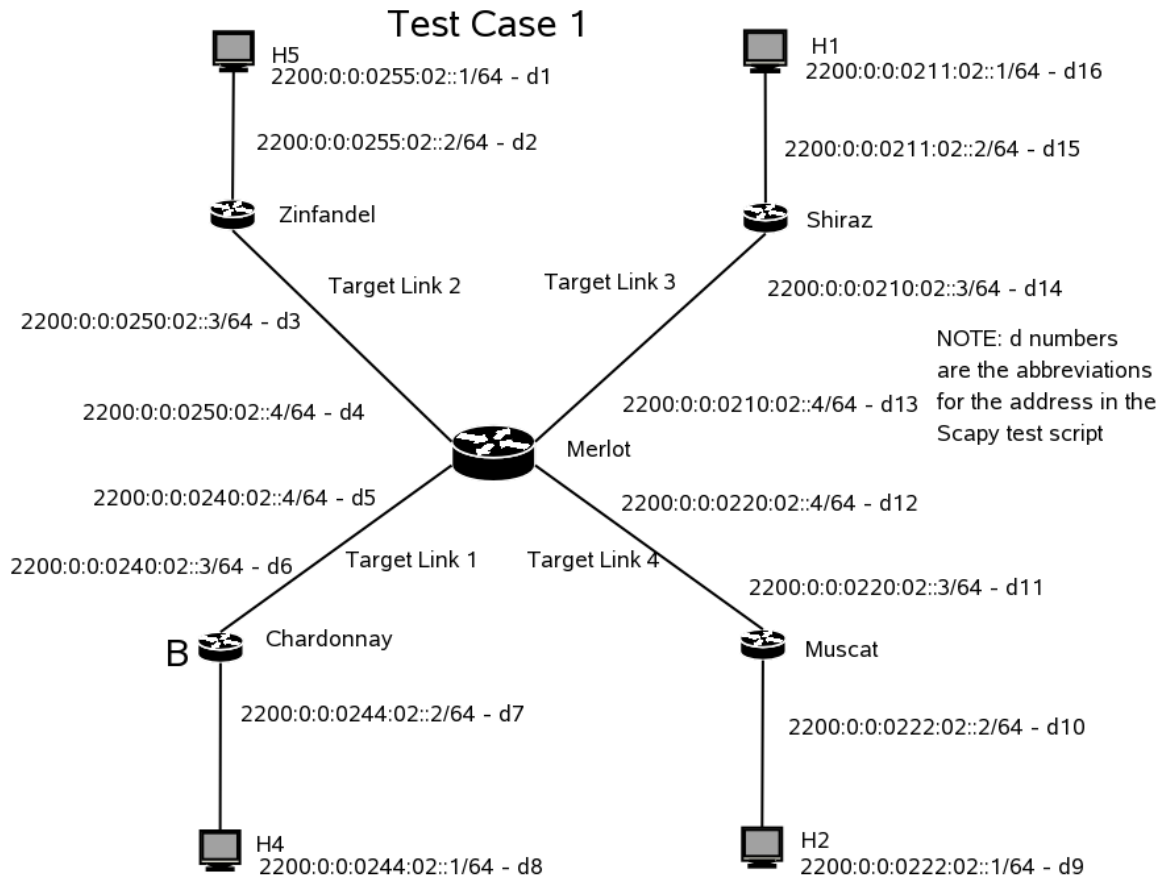 Test Case 1
H5
2200:0:0:0255:02::1/64 - d1
H1
2200:0:0:0211:02::1/64 - d16
2200:0:0:0255:02::2/64 - d2
2200:0:0:0211:02::2/64 - d15
Zinfandel
Shiraz
Target Link 2
Target Link 3
2200:0:0:0210:02::3/64 - d14
2200:0:0:0250:02::3/64 - d3
NOTE: d numbers
are the abbreviations
for the address in the
Scapy test script
2200:0:0:0250:02::4/64 - d4
2200:0:0:0210:02::4/64 - d13
Merlot
2200:0:0:0240:02::4/64 - d5
2200:0:0:0220:02::4/64 - d12
2200:0:0:0240:02::3/64 - d6
Target Link 1
Target Link 4
2200:0:0:0220:02::3/64 - d11
B
Chardonnay
Muscat
2200:0:0:0244:02::2/64 - d7
2200:0:0:0222:02::2/64 - d10
H4
2200:0:0:0244:02::1/64 - d8
H2
2200:0:0:0222:02::1/64 - d9